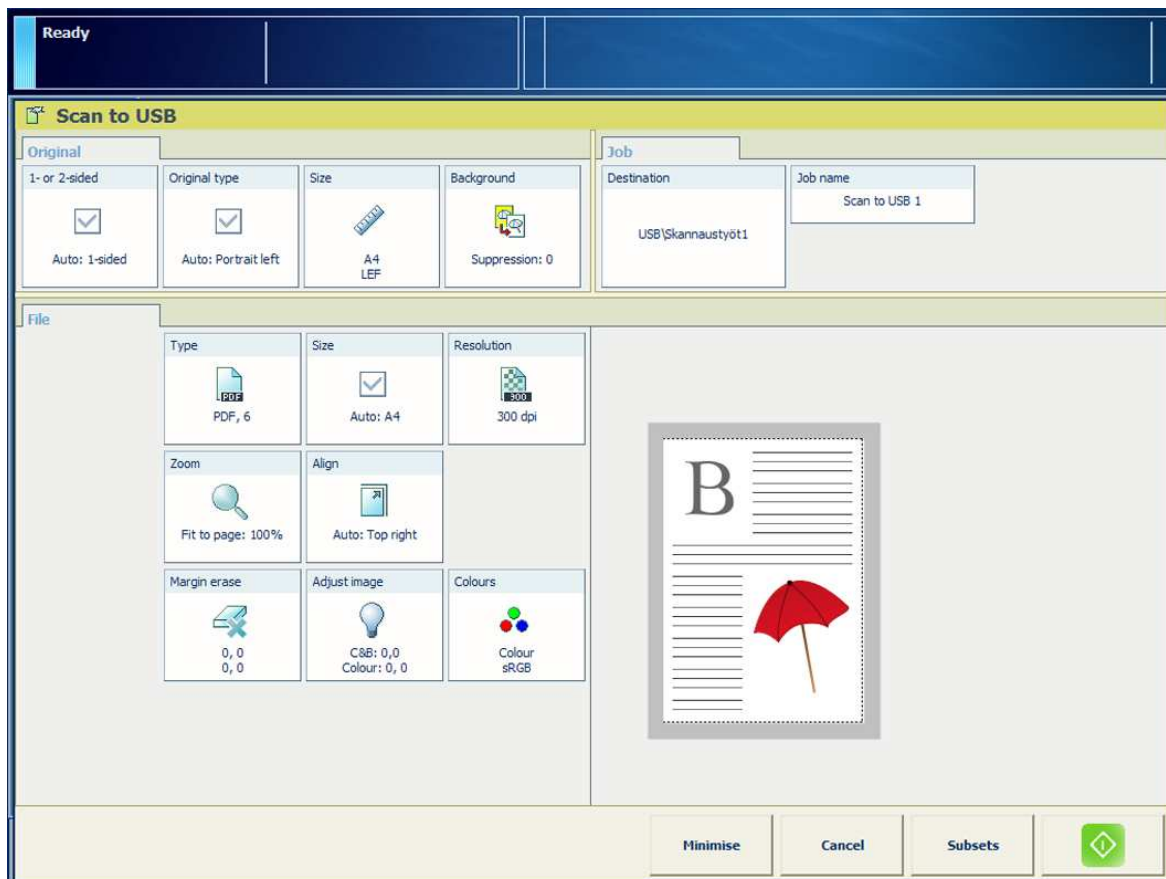 Ready
Scan to USB
Original
Job
1- or 2-sided
Original type
Size
Background
Destination
Job name
Auto: 1-sided
Auto: Portrait left
A4
LEF
Suppression: 0
USB\Skannaustyöt1
Scan to USB 1
File
Type
Size
Resolution
PDF
300
PDF, 6
Auto: A4
300 dpi
Zoom
Align
Fit to page: 100%
Auto: Top right
Margin erase
Adjust image
Colours
0, 0
0, 0
C&B: 0,0
Colour: 0, 0
Colour
sRGB
B
Minimise
Cancel
Subsets